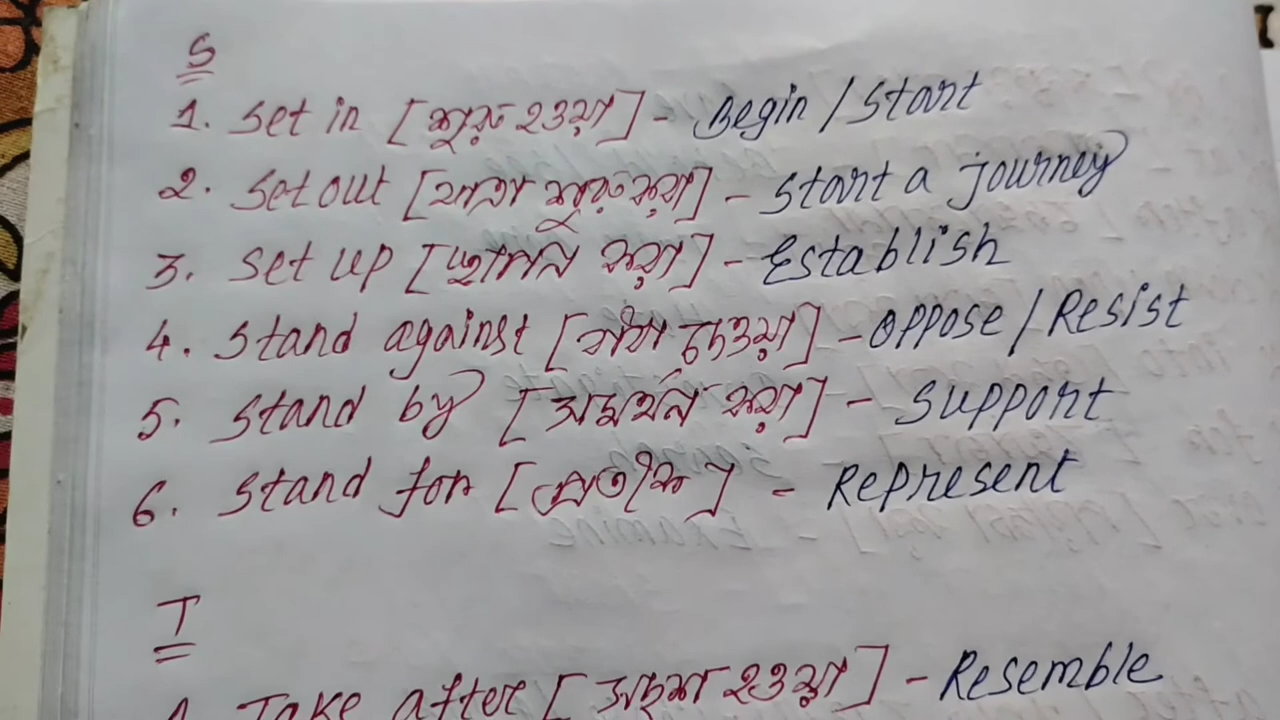 S
1. Set in [শুরু হওয়া] - Begin / Start
2. Set out [যাত্রা শুরু করা] - Start a journey
3. Set up [স্থাপন করা] - Establish
4. Stand against [বাধা দেওয়া] - Oppose / Resist
5. Stand by [সমর্থন করা] - Support
6. Stand for [] - Represent
T
1. Take after [সদৃশ হওয়া] - Resemble